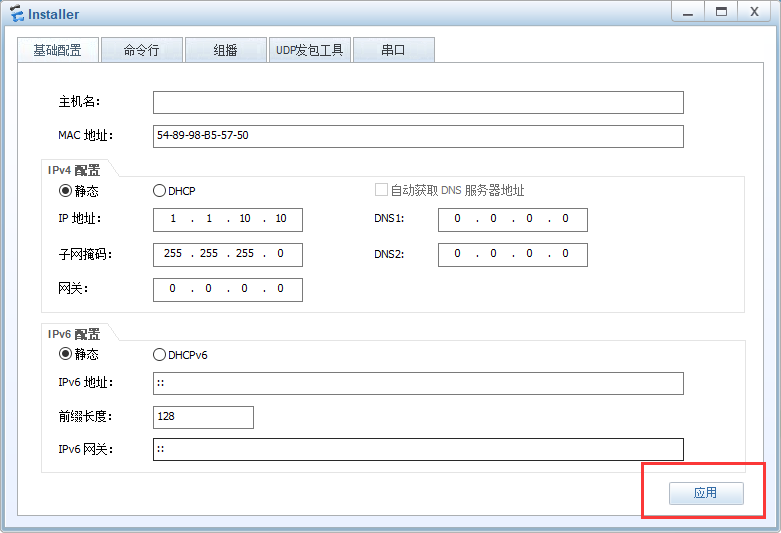 Installer
基础配置 命令行 组播 UDP发包工具 串口
主机名:
MAC 地址: 54-89-98-B5-57-50
IPv4 配置
静态 DHCP 自动获取 DNS 服务器地址
IP 地址: 1 . 1 . 10 . 10 DNS1: 0 . 0 . 0 . 0
子网掩码: 255 . 255 . 255 . 0 DNS2: 0 . 0 . 0 . 0
网关: 0 . 0 . 0 . 0
IPv6 配置
静态 DHCPv6
IPv6 地址: ::
前缀长度: 128
IPv6 网关: ::
应用